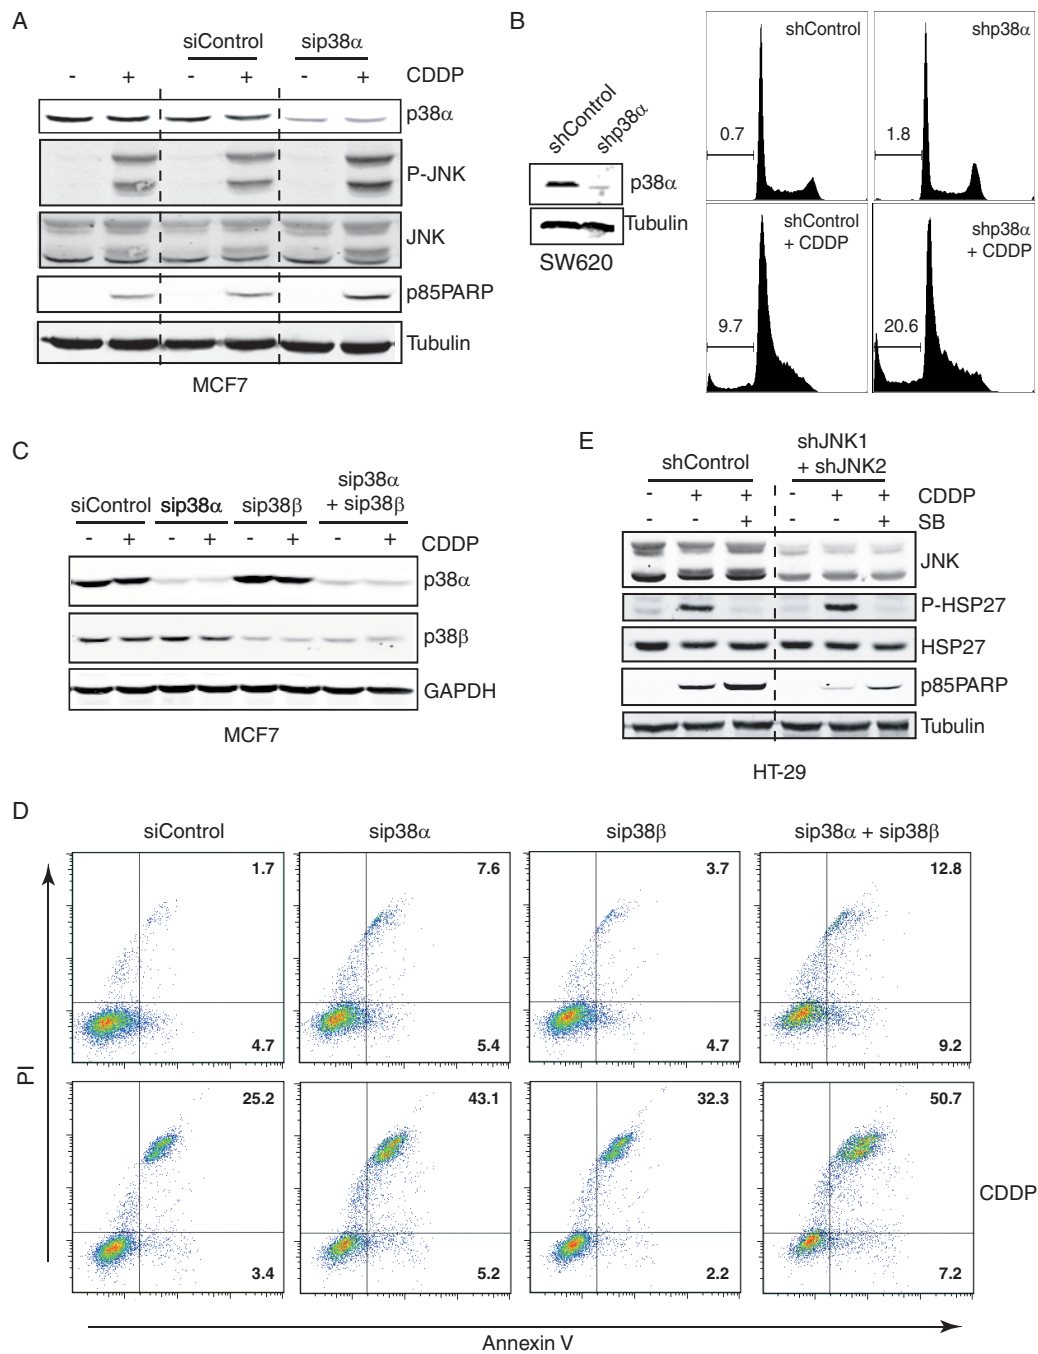 A
siControl sip38α
- + - + - + CDDP
p38α
P-JNK
JNK
p85PARP
Tubulin
MCF7
B
shControl shp38α
p38α
Tubulin
SW620
shControl
0.7
shp38α
1.8
shControl
+ CDDP
9.7
shp38α
+ CDDP
20.6
C
siControl sip38α sip38β sip38α
+ sip38β
- + - + - + - + CDDP
p38α
p38β
GAPDH
MCF7
E
shControl shJNK1
+ shJNK2
- + + - + + CDDP
- - + - - + SB
JNK
P-HSP27
HSP27
p85PARP
Tubulin
HT-29
D
siControl sip38α sip38β sip38α + sip38β
1.7 7.6 3.7 12.8
4.7 5.4 4.7 9.2
PI
25.2 43.1 32.3 50.7
CDDP
3.4 5.2 2.2 7.2
Annexin V